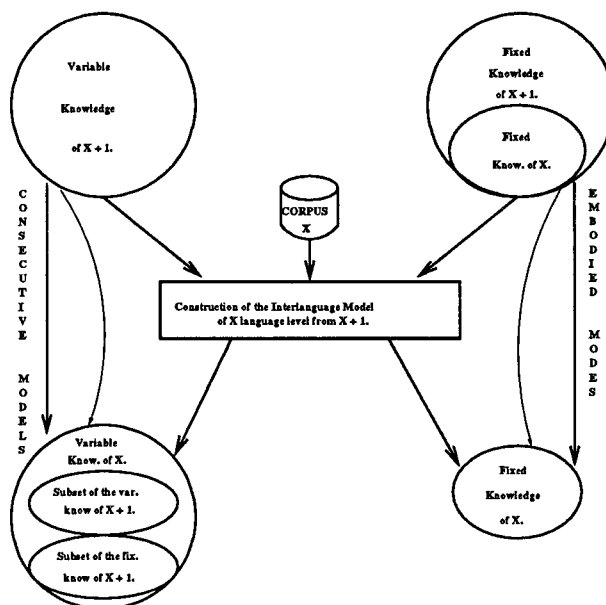 Variable
Knowledge
of X + 1.
Fixed
Knowledge
of X + 1.
Fixed
Know. of X.
CONSECUTIVE MODELS
CORPUS
X
EMBODIED MODES
Construction of the Interlanguage Model
of X language level from X + 1.
Variable
Know. of X.
Subset of the var.
know of X + 1.
Subset of the fix.
know of X + 1.
Fixed
Knowledge
of X.